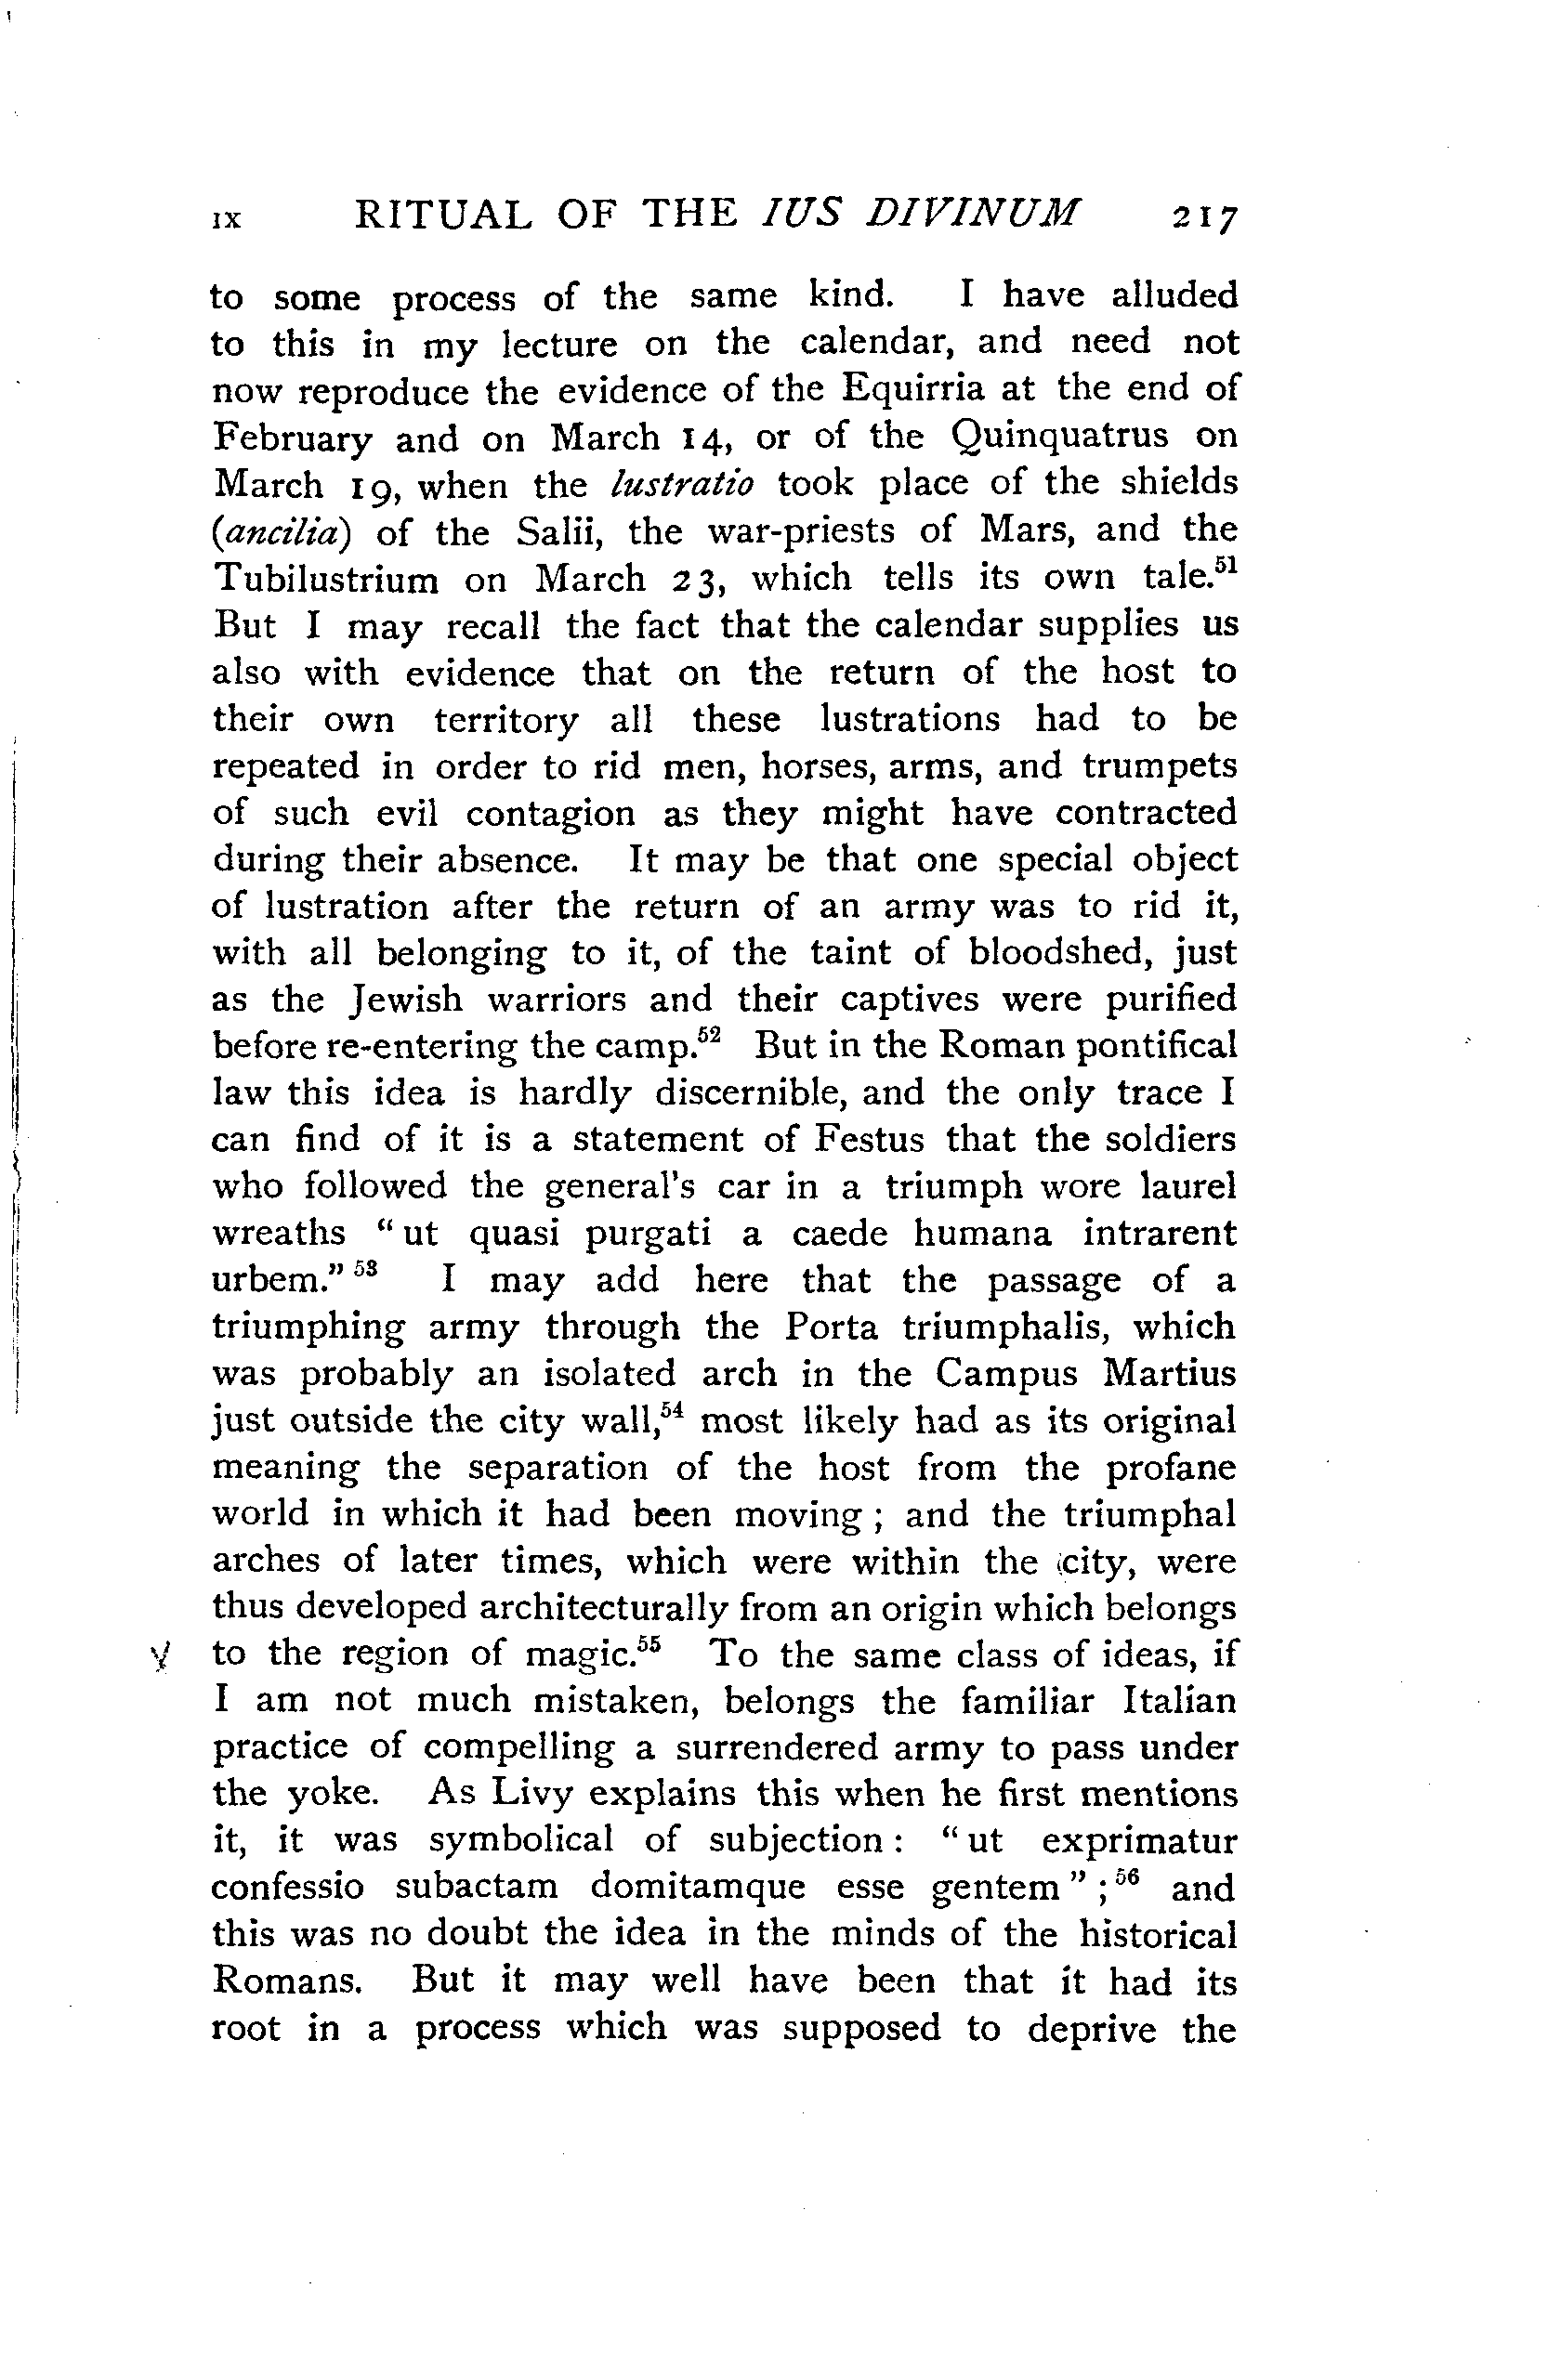 IX RITUAL OF THE IUS DIVINUM 217
to some process of the same kind. I have alluded
to this in my lecture on the calendar, and need not
now reproduce the evidence of the Equirria at the end of
February and on March 14, or of the Quinquatrus on
March 19, when the lustratio took place of the shields
(ancilia) of the Salii, the war-priests of Mars, and the
Tubilustrium on March 23, which tells its own tale.⁵¹
But I may recall the fact that the calendar supplies us
also with evidence that on the return of the host to
their own territory all these lustrations had to be
repeated in order to rid men, horses, arms, and trumpets
of such evil contagion as they might have contracted
during their absence. It may be that one special object
of lustration after the return of an army was to rid it,
with all belonging to it, of the taint of bloodshed, just
as the Jewish warriors and their captives were purified
before re-entering the camp.⁵² But in the Roman pontifical
law this idea is hardly discernible, and the only trace I
can find of it is a statement of Festus that the soldiers
who followed the general's car in a triumph wore laurel
wreaths “ut quasi purgati a caede humana intrarent
urbem.” ⁵³ I may add here that the passage of a
triumphing army through the Porta triumphalis, which
was probably an isolated arch in the Campus Martius
just outside the city wall,⁵⁴ most likely had as its original
meaning the separation of the host from the profane
world in which it had been moving ; and the triumphal
arches of later times, which were within the city, were
thus developed architecturally from an origin which belongs
to the region of magic.⁵⁵ To the same class of ideas, if
I am not much mistaken, belongs the familiar Italian
practice of compelling a surrendered army to pass under
the yoke. As Livy explains this when he first mentions
it, it was symbolical of subjection : “ut exprimatur
confessio subactam domitamque esse gentem” ; ⁵⁶ and
this was no doubt the idea in the minds of the historical
Romans. But it may well have been that it had its
root in a process which was supposed to deprive the